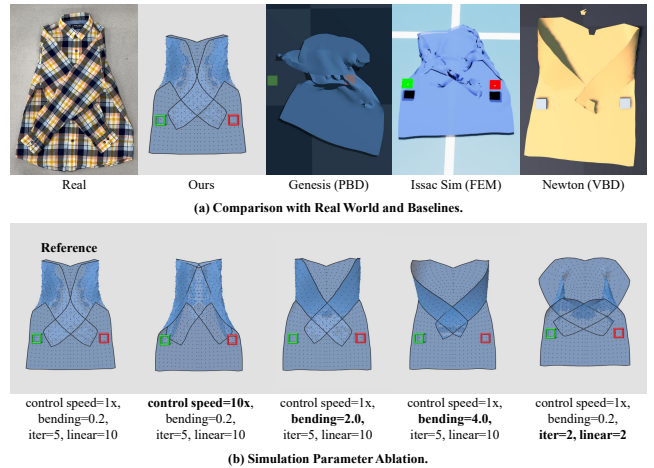 Real
Ours
Genesis (PBD)
Issac Sim (FEM)
Newton (VBD)
(a) Comparison with Real World and Baselines.
Reference
control speed=1x,
bending=0.2,
iter=5, linear=10
control speed=10x,
bending=0.2,
iter=5, linear=10
control speed=1x,
bending=2.0,
iter=5, linear=10
control speed=1x,
bending=4.0,
iter=5, linear=10
control speed=1x,
bending=0.2,
iter=2, linear=2
(b) Simulation Parameter Ablation.